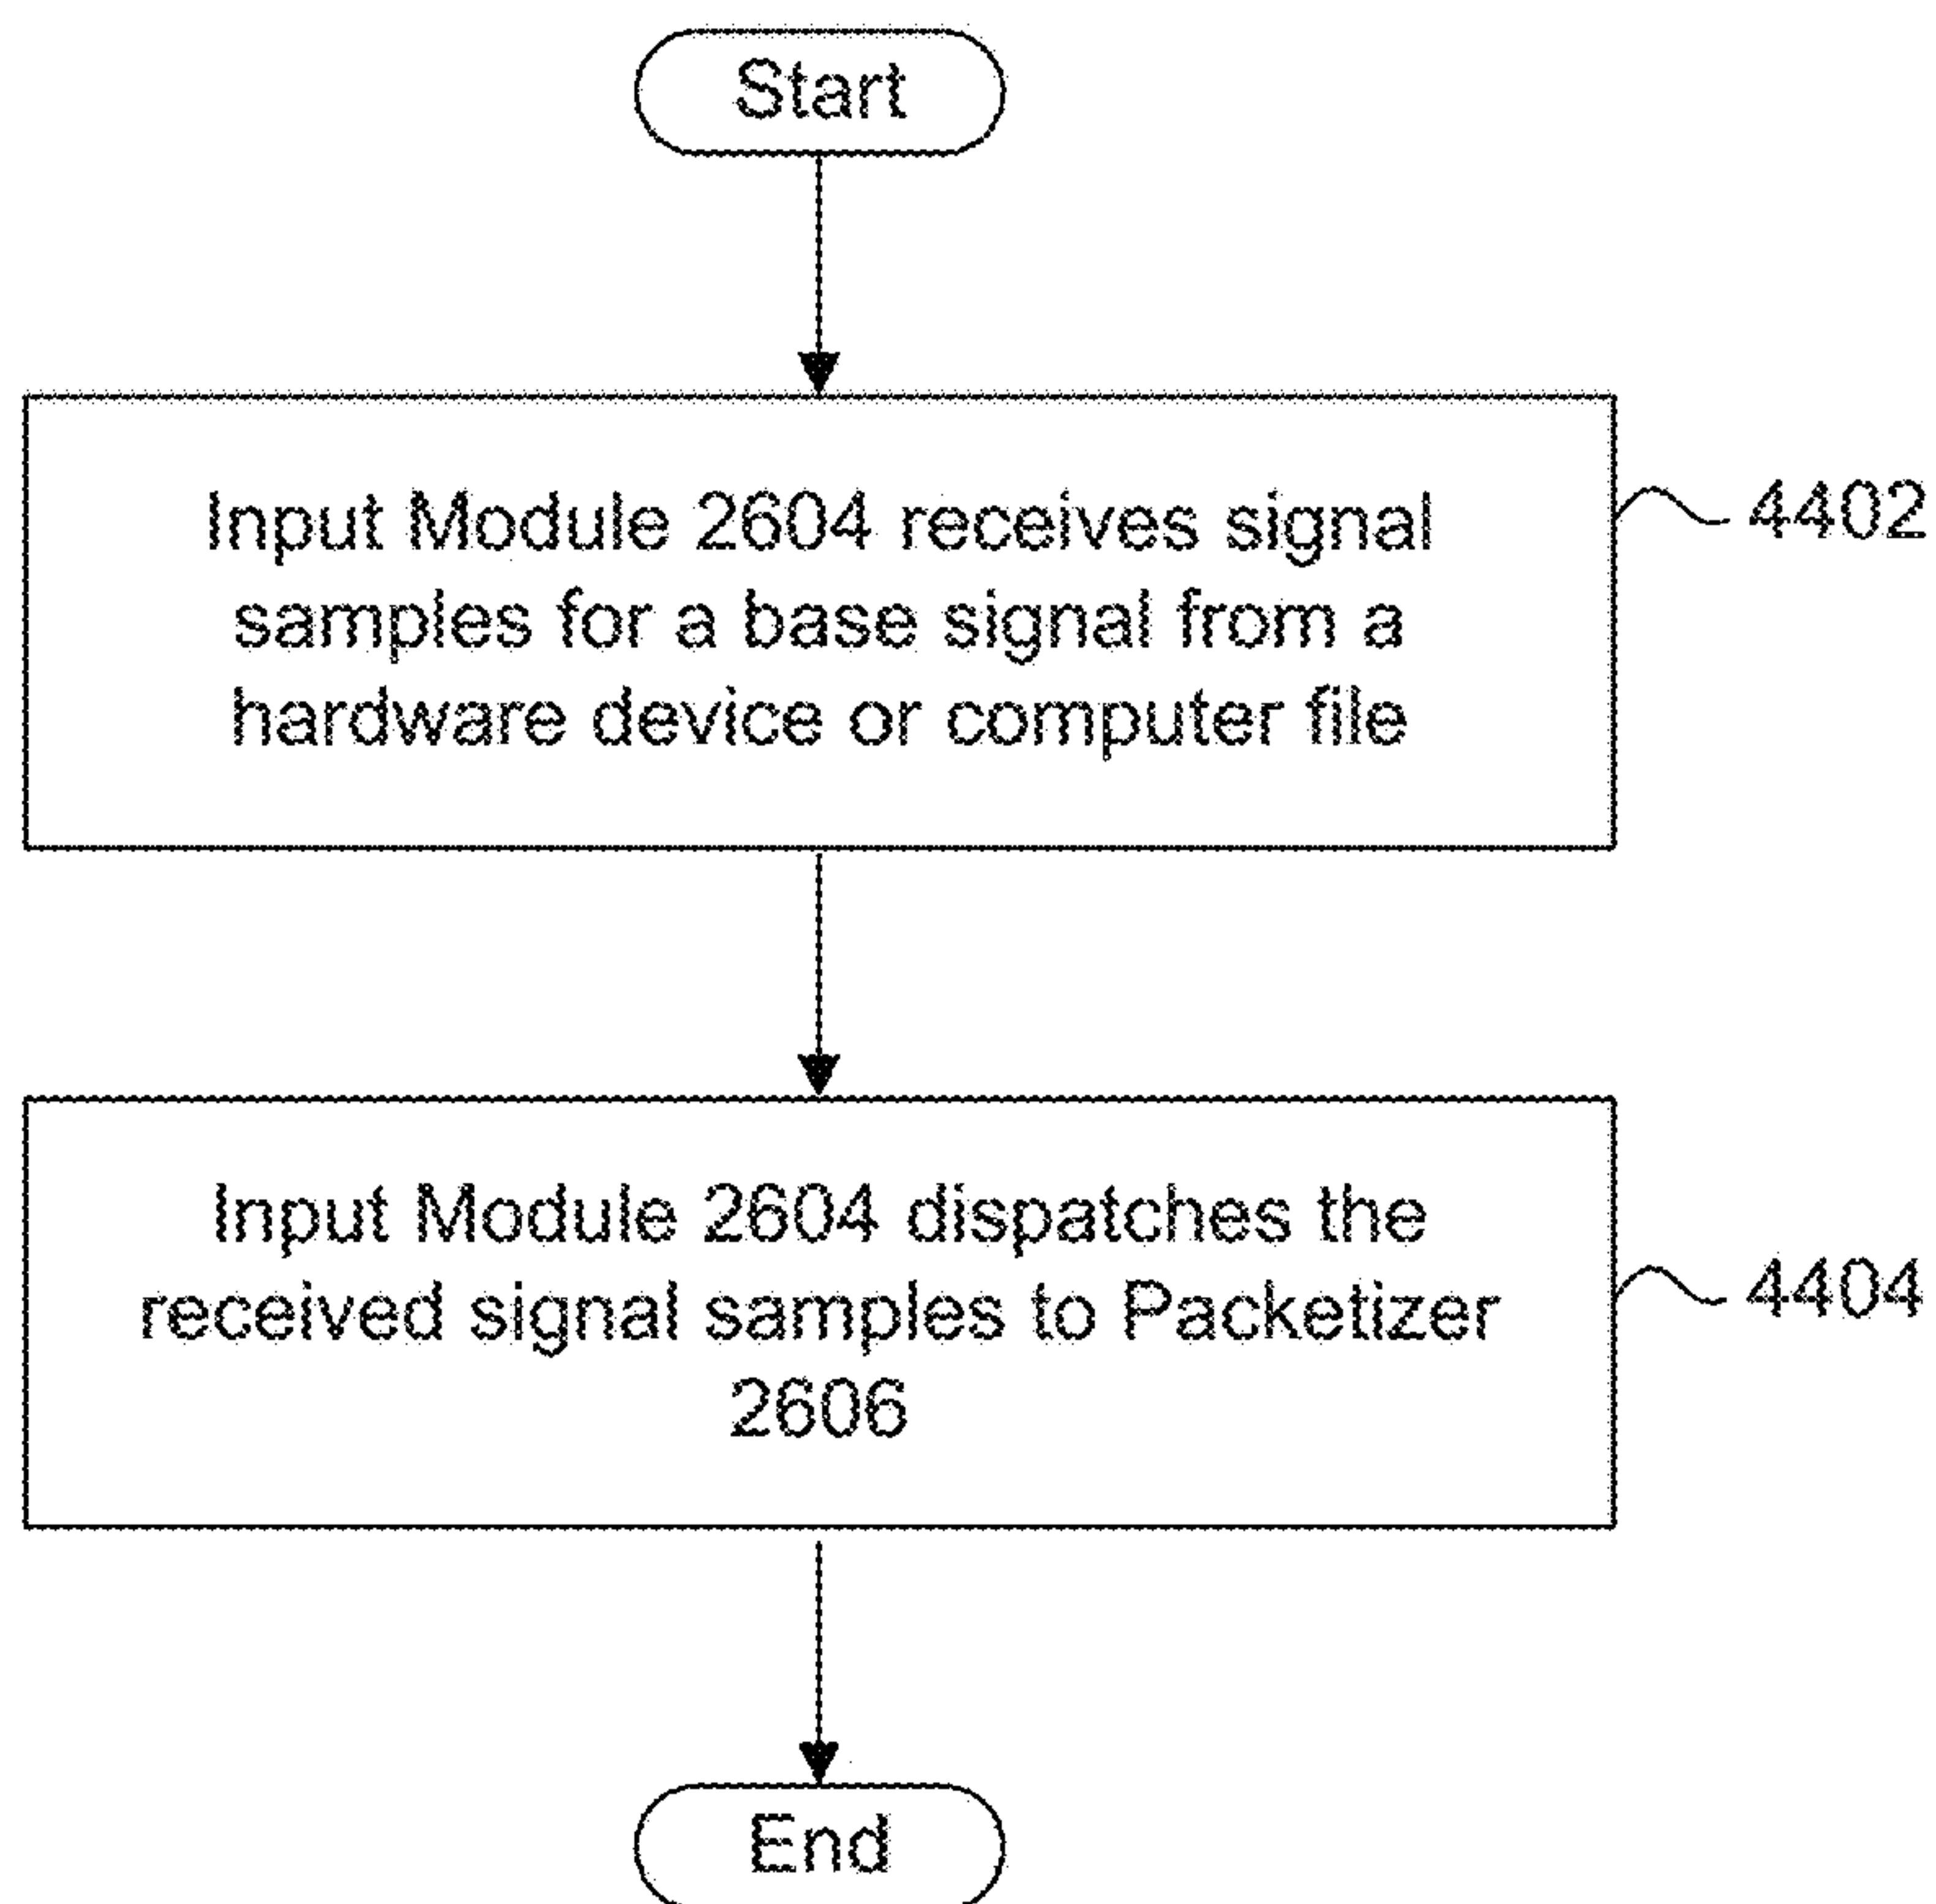 Start
Input Module 2604 receives signal
samples for a base signal from a
hardware device or computer file
4402
Input Module 2604 dispatches the
received signal samples to Packetizer
2606
4404
End